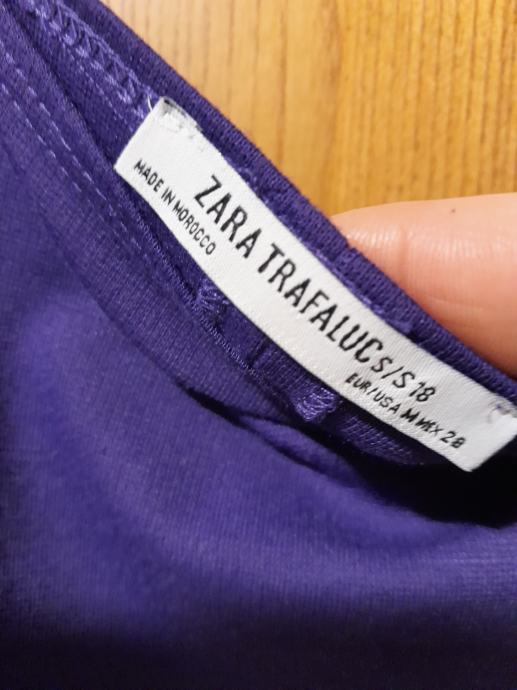 ZARA TRAFALUC S/S 18
MADE IN MOROCCO
EUR/USA M MEX 28